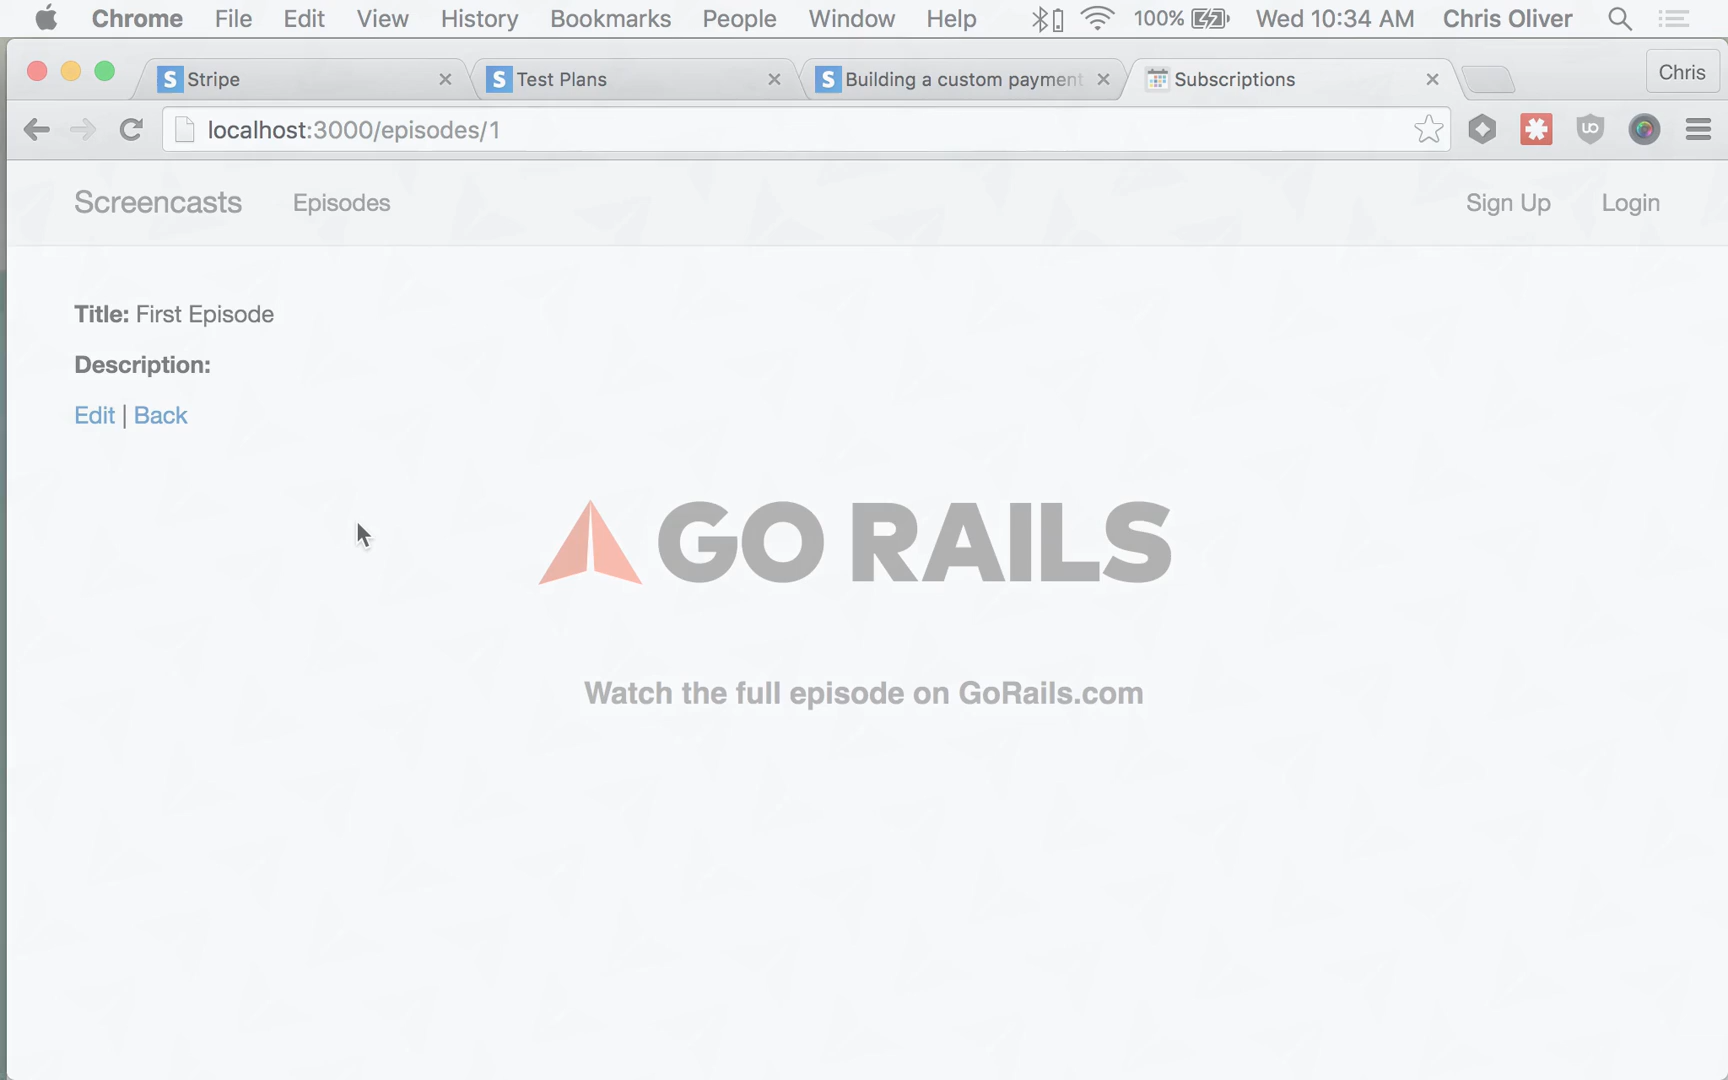 Chrome File Edit View History Bookmarks People Window Help 100% Wed 10:34 AM Chris Oliver
Stripe Test Plans Building a custom payment Subscriptions Chris
localhost:3000/episodes/1
Screencasts Episodes Sign Up Login
Title: First Episode
Description:
Edit | Back
GO RAILS
Watch the full episode on GoRails.com